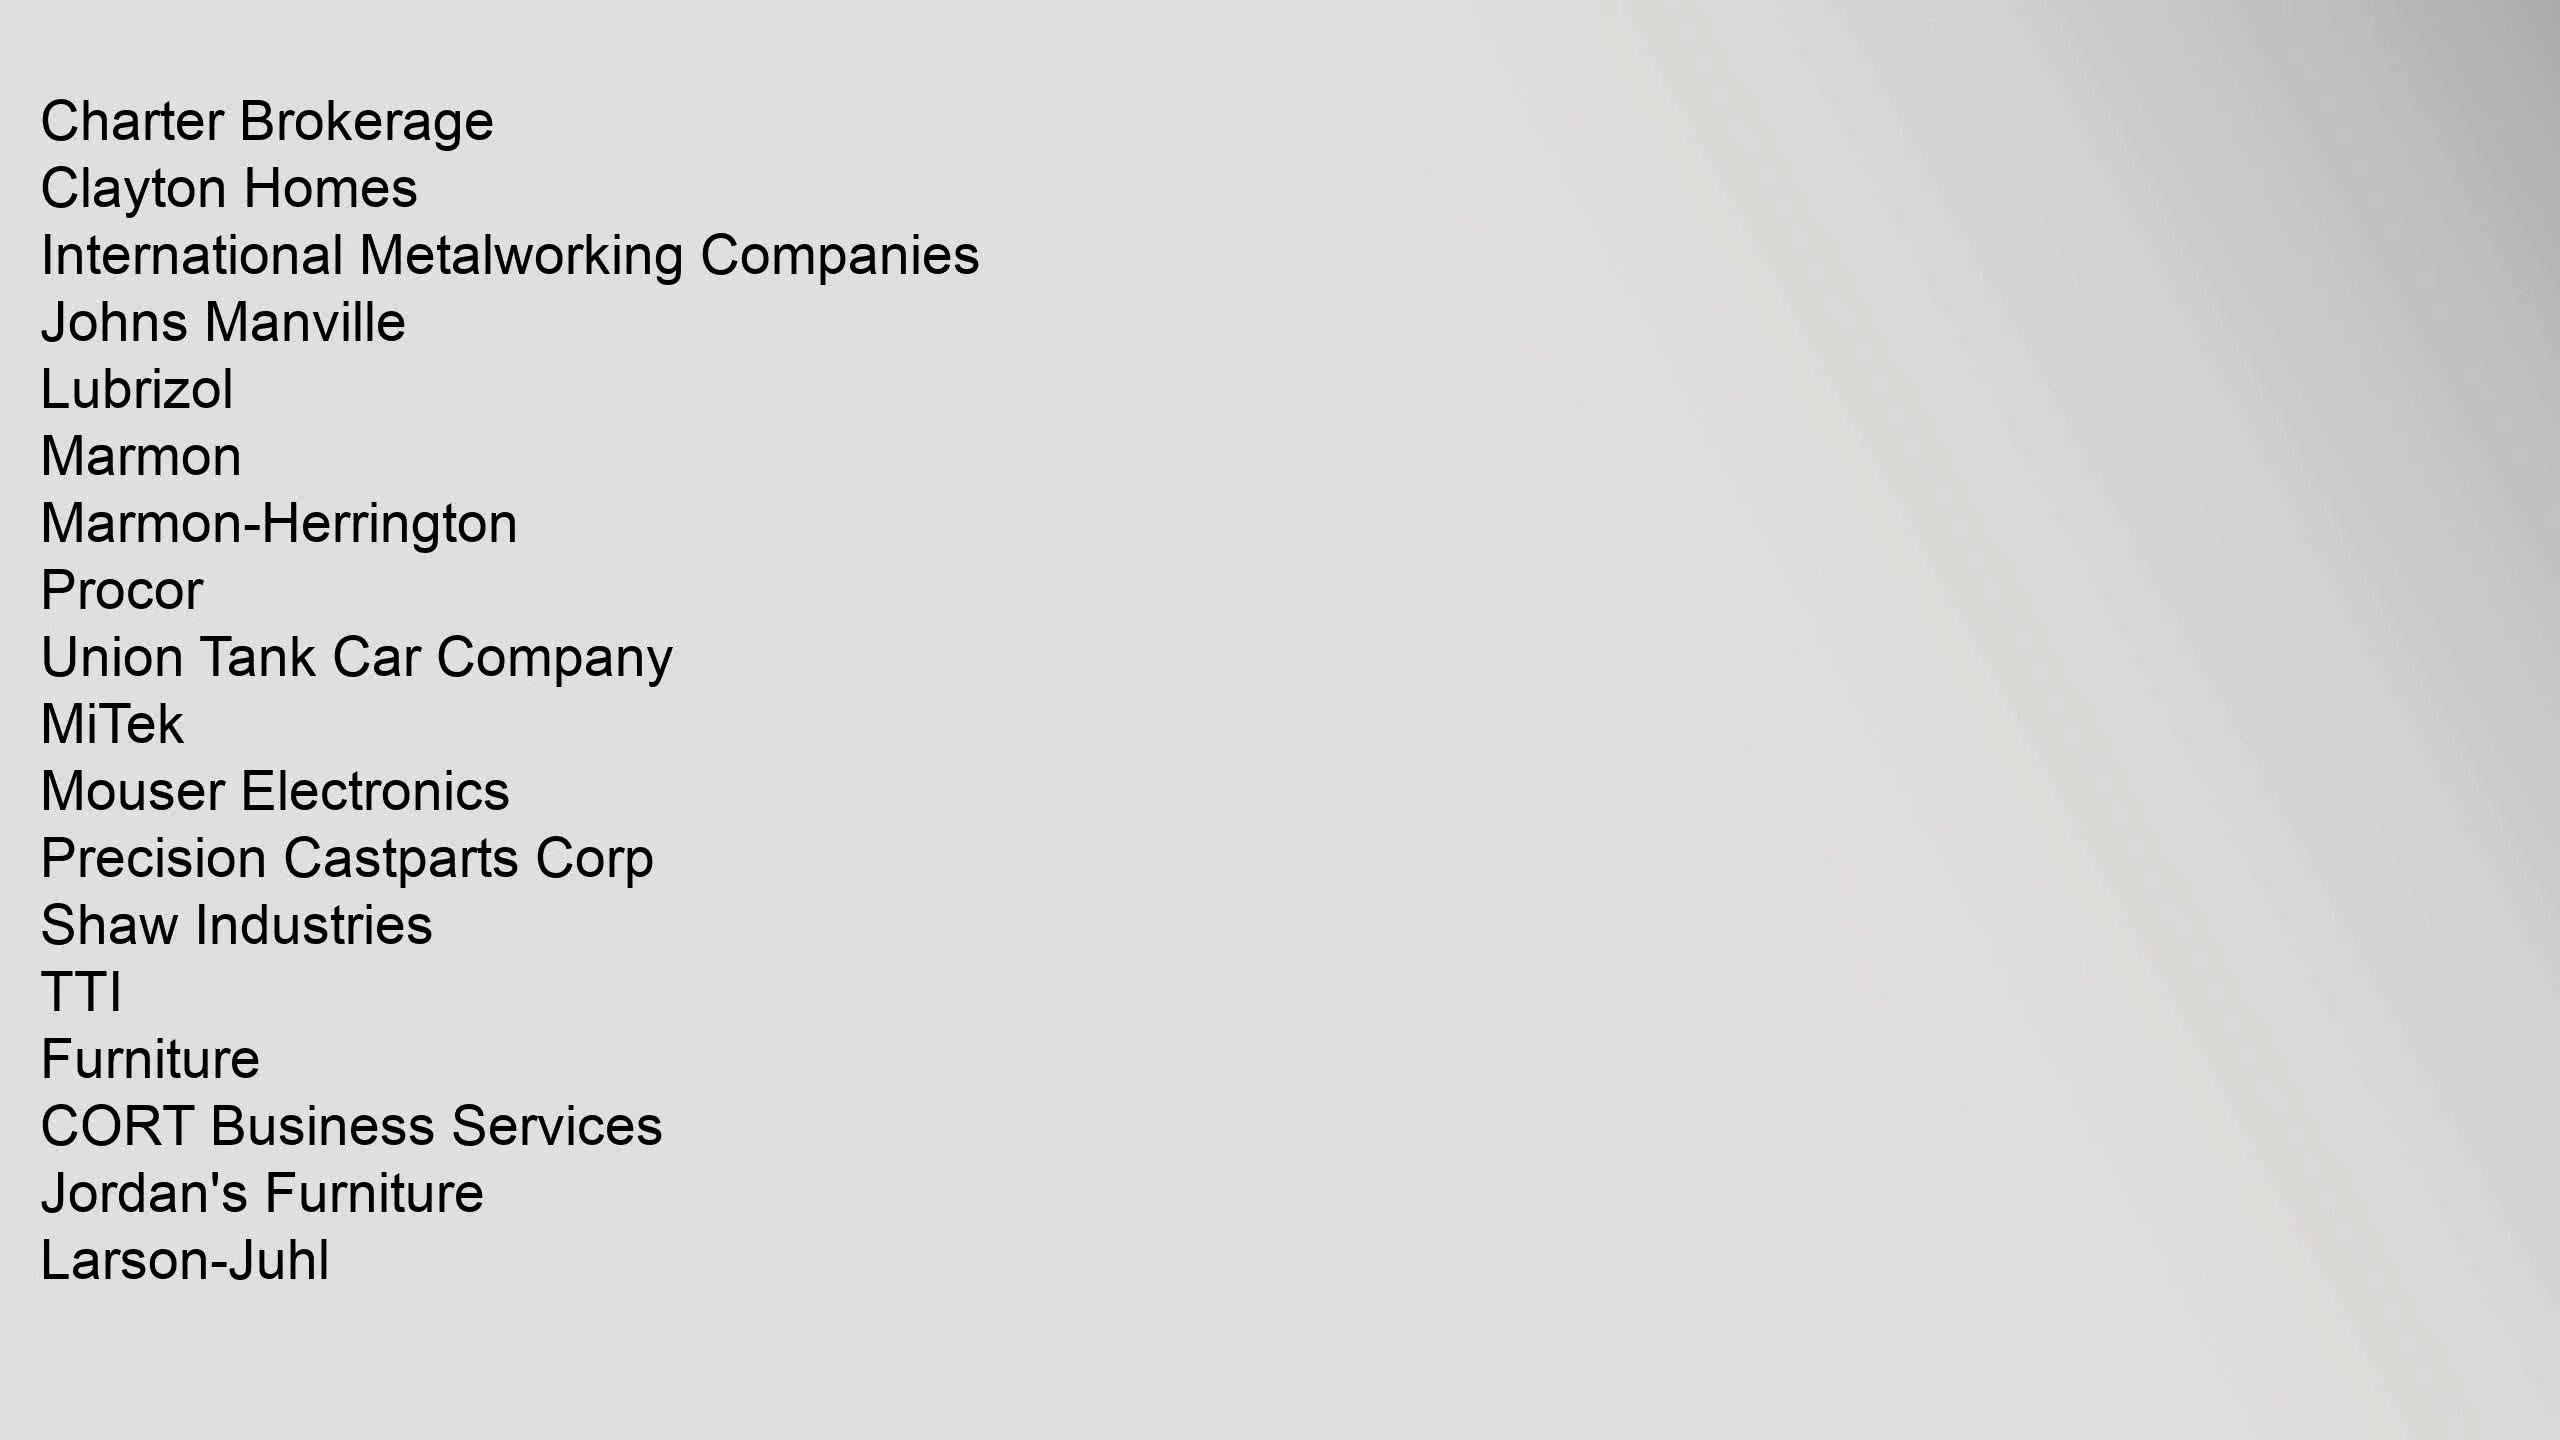 Charter Brokerage
Clayton Homes
International Metalworking Companies
Johns Manville
Lubrizol
Marmon
Marmon-Herrington
Procor
Union Tank Car Company
MiTek
Mouser Electronics
Precision Castparts Corp
Shaw Industries
TTI
Furniture
CORT Business Services
Jordan's Furniture
Larson-Juhl